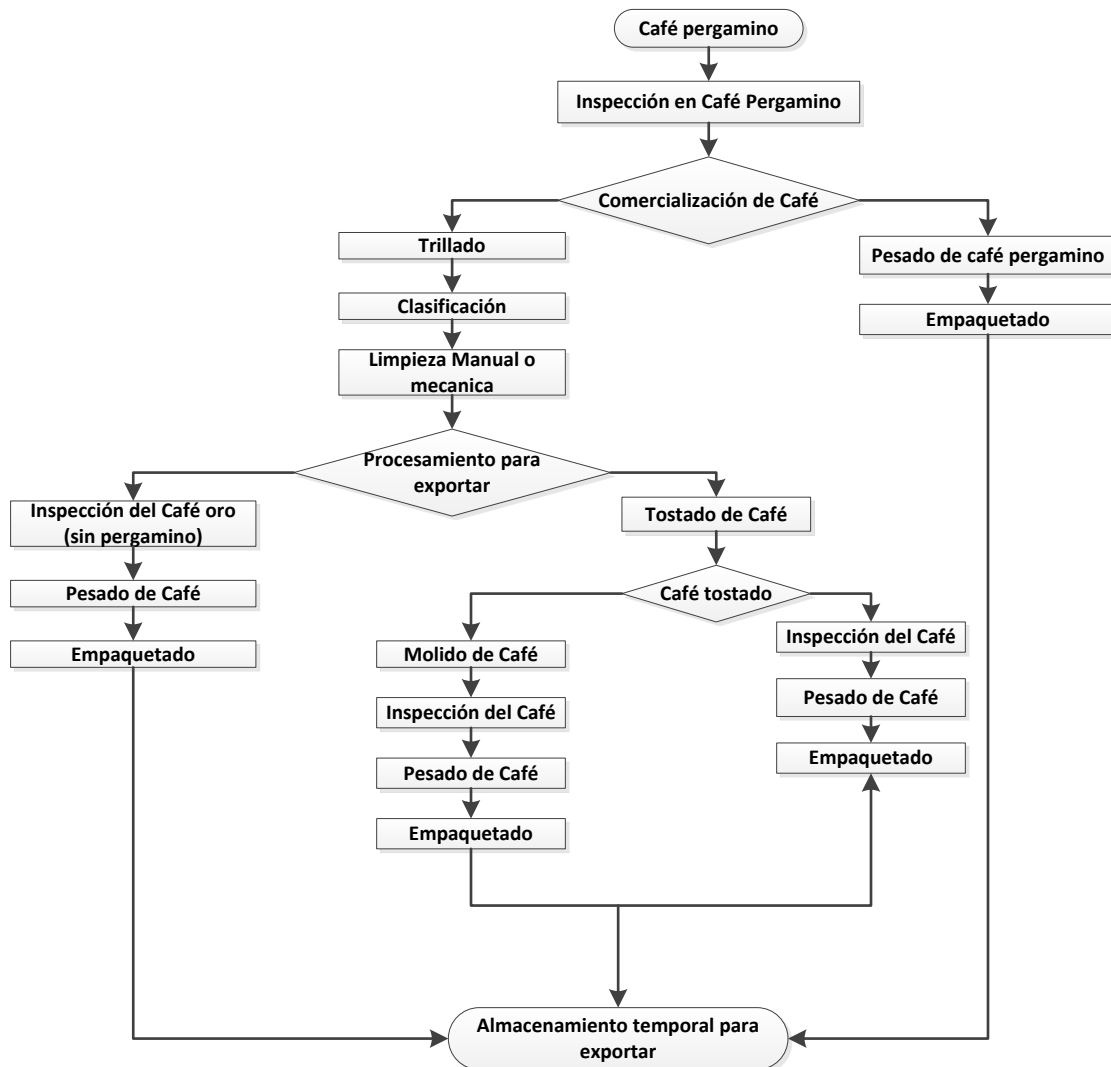 Café pergamino
Inspección en Café Pergamino
Comercialización de Café
Trillado
Pesado de café pergamino
Clasificación
Empaquetado
Limpieza Manual o
mecanica
Procesamiento para
exportar
Inspección del Café oro
(sin pergamino)
Tostado de Café
Pesado de Café
Café tostado
Empaquetado
Molido de Café
Inspección del Café
Inspección del Café
Pesado de Café
Pesado de Café
Empaquetado
Empaquetado
Almacenamiento temporal para
exportar